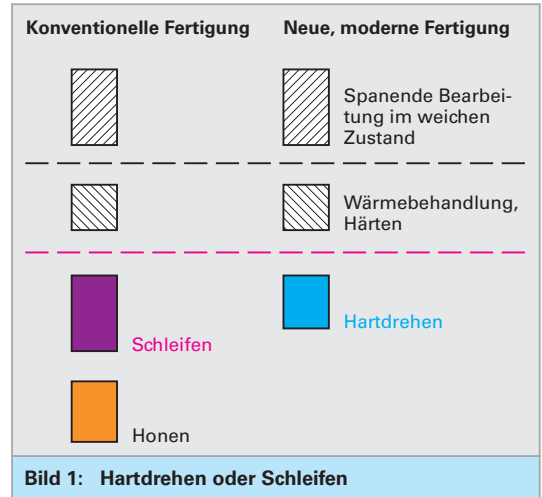 Konventionelle Fertigung
Neue, moderne Fertigung
Spanende Bearbei-
tung im weichen
Zustand
Wärmebehandlung,
Härten
Schleifen
Hartdrehen
Honen
Bild 1: Hartdrehen oder Schleifen